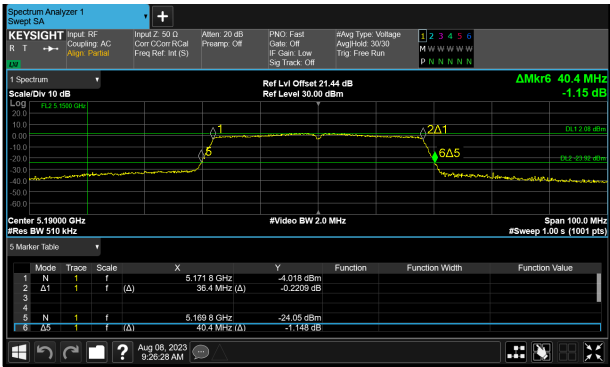 Spectrum Analyzer 1
Swept SA
KEYSIGHT
R T
LU
Input: RF
Coupling: AC
Align: Partial
Input Z: 50 Ω
Corr CCorr RCal
Freq Ref: Int (S)
Atten: 20 dB
Preamp: Off
PNO: Fast
Gate: Off
IF Gain: Low
Sig Track: Off
#Avg Type: Voltage
Avg|Hold: 30/30
Trig: Free Run
1 2 3 4 5 6
M W W W W W
P N N N N N
1 Spectrum
Scale/Div 10 dB
Ref Lvl Offset 21.44 dB
Ref Level 30.00 dBm
ΔMkr6 40.4 MHz
-1.15 dB
Log
20.0
10.0
0.00
-10.0
-20.0
-30.0
-40.0
-50.0
-60.0
1
2Δ1
5
6Δ5
DL1 2.08 dBm
DL2 -23.92 dBm
Center 5.19000 GHz
#Res BW 510 kHz
#Video BW 2.0 MHz
Span 100.0 MHz
#Sweep 1.00 s (1001 pts)
5 Marker Table
Mode Trace Scale X Y Function Function Width Function Value
1 N 1 f 5.171 8 GHz -4.018 dBm
2 Δ1 1 f (Δ) 36.4 MHz (Δ) -0.2209 dB
3
4
5 N 1 f 5.169 8 GHz -24.05 dBm
6 Δ5 1 f (Δ) 40.4 MHz (Δ) -1.148 dB
?
Aug 08, 2023
9:26:28 AM